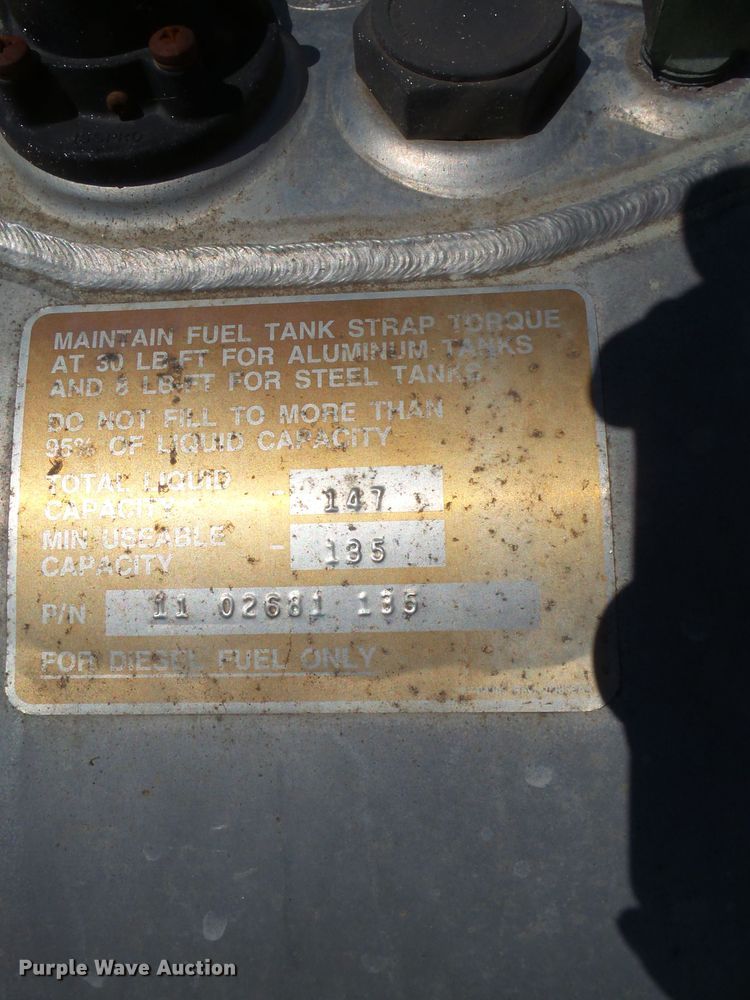 MAINTAIN FUEL TANK STRAP TORQUE
AT 30 LB-FT FOR ALUMINUM TANKS
AND 8 LB-FT FOR STEEL TANKS
DO NOT FILL TO MORE THAN
95% OF LIQUID CAPACITY
TOTAL LIQUID
CAPACITY - 147
MIN USEABLE
CAPACITY - 135
P/N 11 02681 135
FOR DIESEL FUEL ONLY
Purple Wave Auction